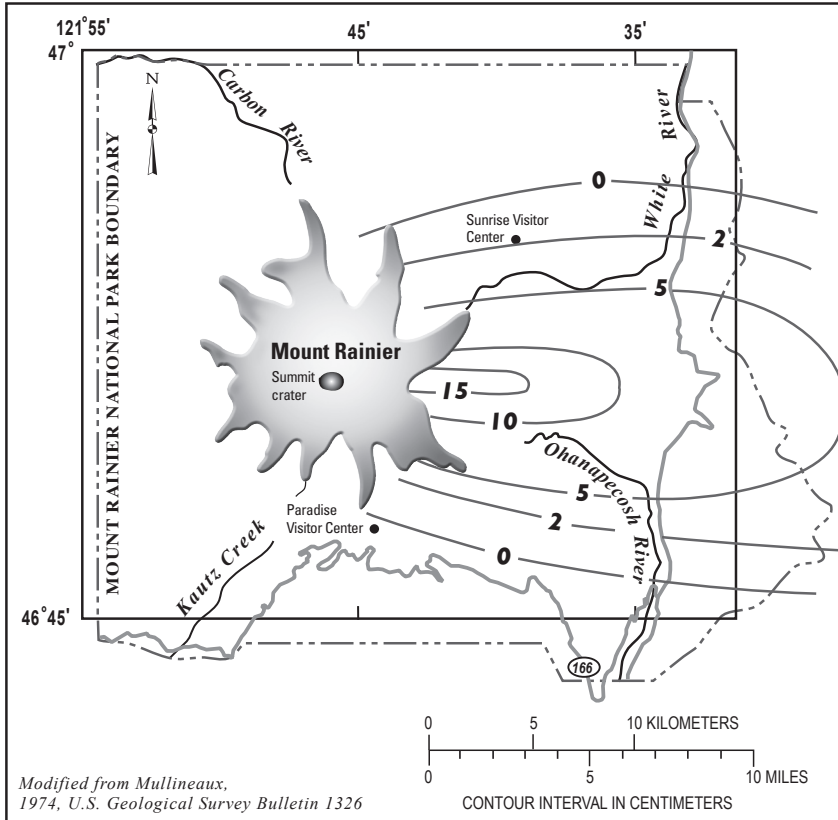 121˚55'
45'
35'
47˚
N
Carbon River
White River
MOUNT RAINIER NATIONAL PARK BOUNDARY
0
Sunrise Visitor
Center
2
5
Mount Rainier
Summit
crater
15
10
Ohanapecosh River
5
2
Paradise
Visitor Center
0
Kautz Creek
46˚45'
166
0 5 10 KILOMETERS
0 5 10 MILES
CONTOUR INTERVAL IN CENTIMETERS
Modified from Mullineaux,
1974, U.S. Geological Survey Bulletin 1326